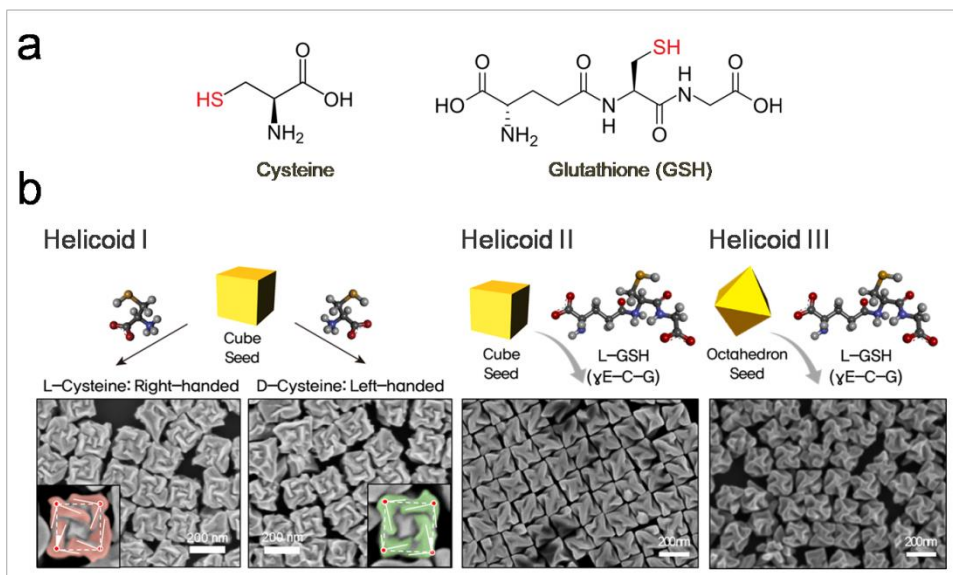 a
HS
O
OH
NH₂
Cysteine
O
HO
NH₂
O
N
H
SH
O
H
N
O
OH
Glutathione (GSH)
b
Helicoid I
Cube
Seed
L–Cysteine: Right–handed
D–Cysteine: Left–handed
200 nm
200 nm
Helicoid II
Cube
Seed
L–GSH
(ɣE–C–G)
200nm
Helicoid III
Octahedron
Seed
L–GSH
(ɣE–C–G)
200nm